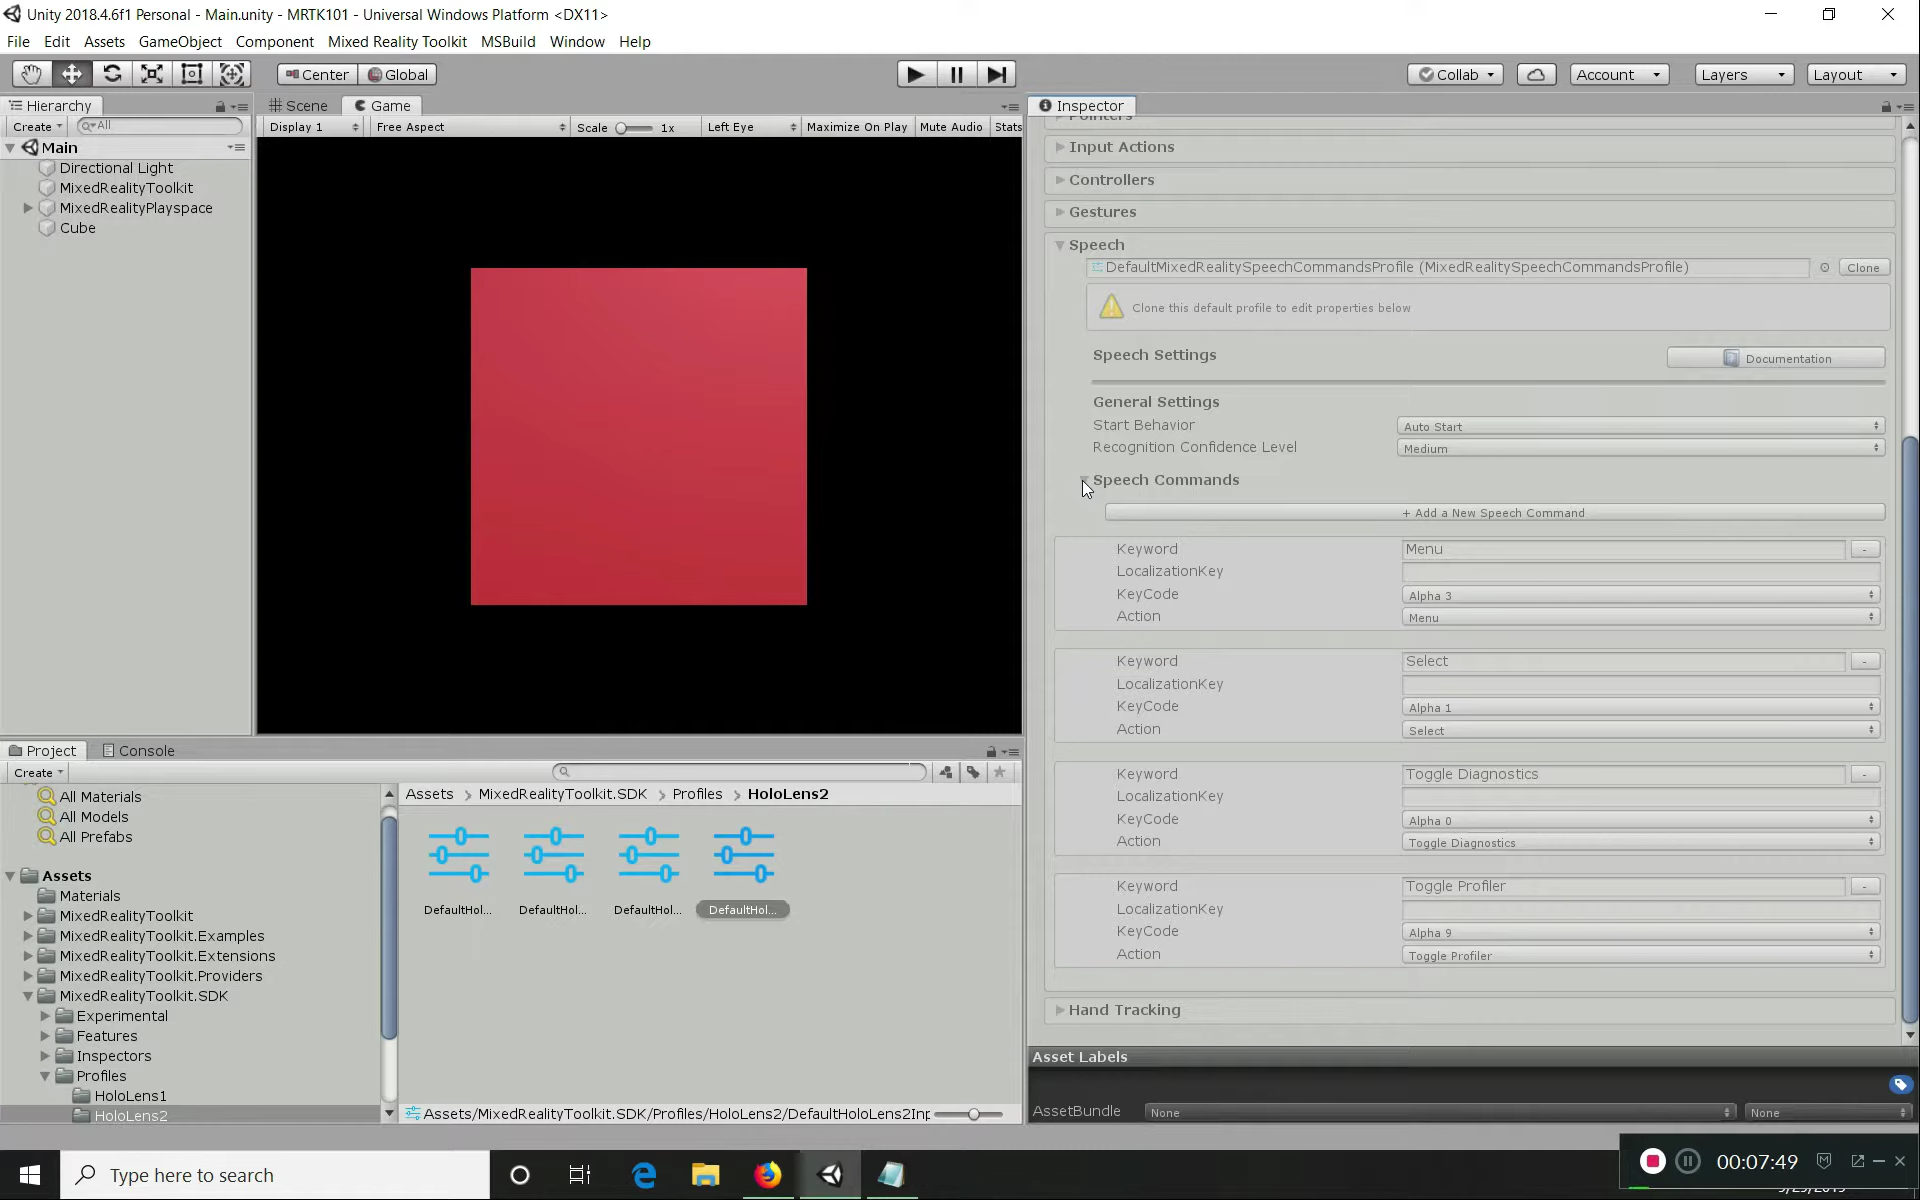 Unity 2018.4.6f1 Personal - Main.unity - MRTK101 - Universal Windows Platform <DX11>
File Edit Assets GameObject Component Mixed Reality Toolkit MSBuild Window Help
Center Global Collab Account Layers Layout
Hierarchy
Create All
Main
Directional Light
MixedRealityToolkit
MixedRealityPlayspace
Cube
Scene Game
Display 1 Free Aspect Scale 1x Left Eye Maximize On Play Mute Audio Stats
Inspector
Pointers
Input Actions
Controllers
Gestures
Speech
DefaultMixedRealitySpeechCommandsProfile (MixedRealitySpeechCommandsProfile) Clone
Clone this default profile to edit properties below
Speech Settings Documentation
General Settings
Start Behavior Auto Start
Recognition Confidence Level Medium
Speech Commands
+ Add a New Speech Command
Keyword Menu -
LocalizationKey
KeyCode Alpha 3
Action Menu
Keyword Select -
LocalizationKey
KeyCode Alpha 1
Action Select
Keyword Toggle Diagnostics -
LocalizationKey
KeyCode Alpha 0
Action Toggle Diagnostics
Keyword Toggle Profiler -
LocalizationKey
KeyCode Alpha 9
Action Toggle Profiler
Hand Tracking
Asset Labels
AssetBundle None None
Project Console
Create
All Materials
All Models
All Prefabs
Assets
Materials
MixedRealityToolkit
MixedRealityToolkit.Examples
MixedRealityToolkit.Extensions
MixedRealityToolkit.Providers
MixedRealityToolkit.SDK
Experimental
Features
Inspectors
Profiles
HoloLens1
HoloLens2
Assets > MixedRealityToolkit.SDK > Profiles > HoloLens2
DefaultHol... DefaultHol... DefaultHol... DefaultHol...
Assets/MixedRealityToolkit.SDK/Profiles/HoloLens2/DefaultHoloLens2Inp
Type here to search
00:07:49